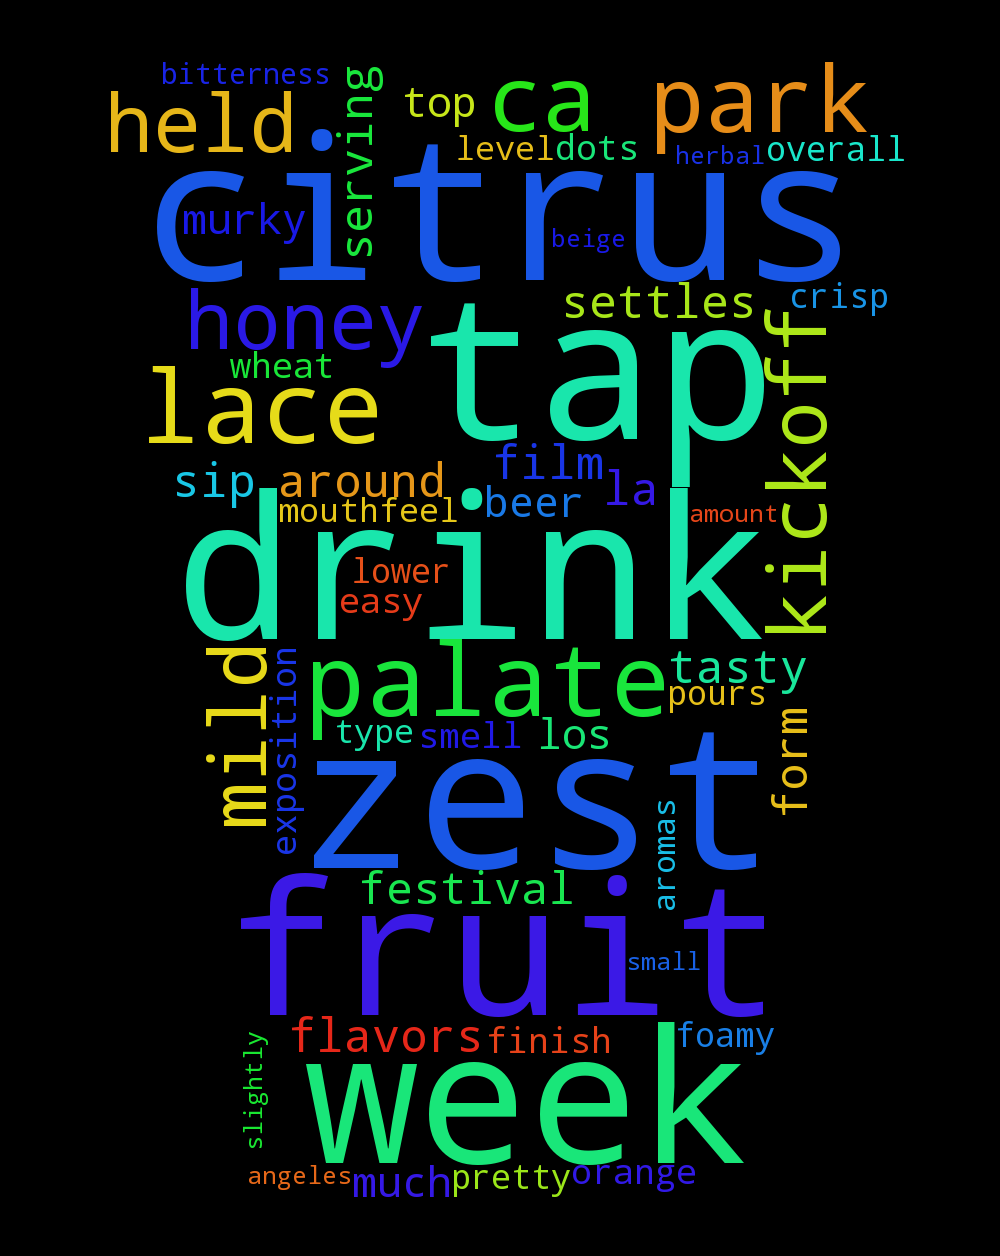 bitterness
held
serving
top
ca
park
level
dots
herbal
overall
citrus
murky
beige
honey
settles
crisp
tap
wheat
lace
kickoff
film
sip
around
beer
la
mouthfeel
amount
drink
lower
easy
mild
exposition
palate
tasty
pours
type
smell
los
form
zest
aromas
festival
fruit
small
flavors
finish
foamy
slightly
week
angeles
much
pretty
orange